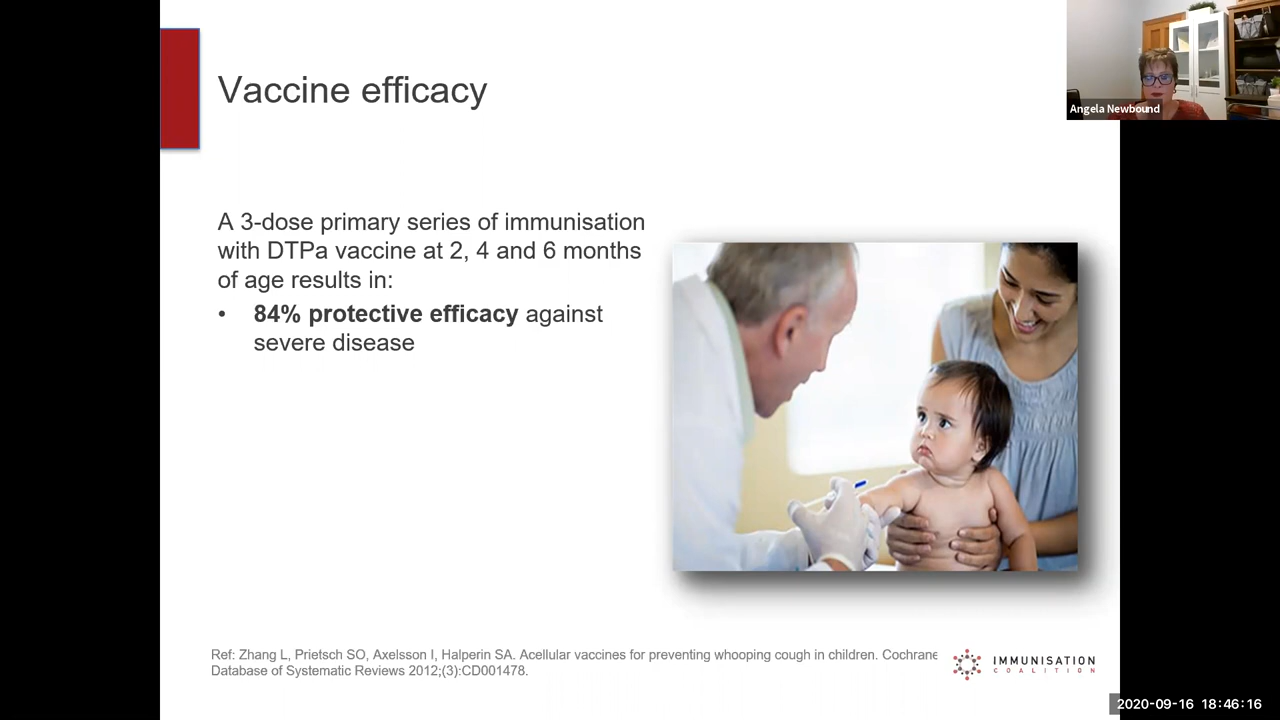 Vaccine efficacy
Angela Newbound
A 3-dose primary series of immunisation
with DTPa vaccine at 2, 4 and 6 months
of age results in:
• 84% protective efficacy against
severe disease
Ref: Zhang L, Prietsch SO, Axelsson I, Halperin SA. Acellular vaccines for preventing whooping cough in children. Cochrane
Database of Systematic Reviews 2012;(3):CD001478.
IMMUNISATION
COALITION
2020-09-16 18:46:16